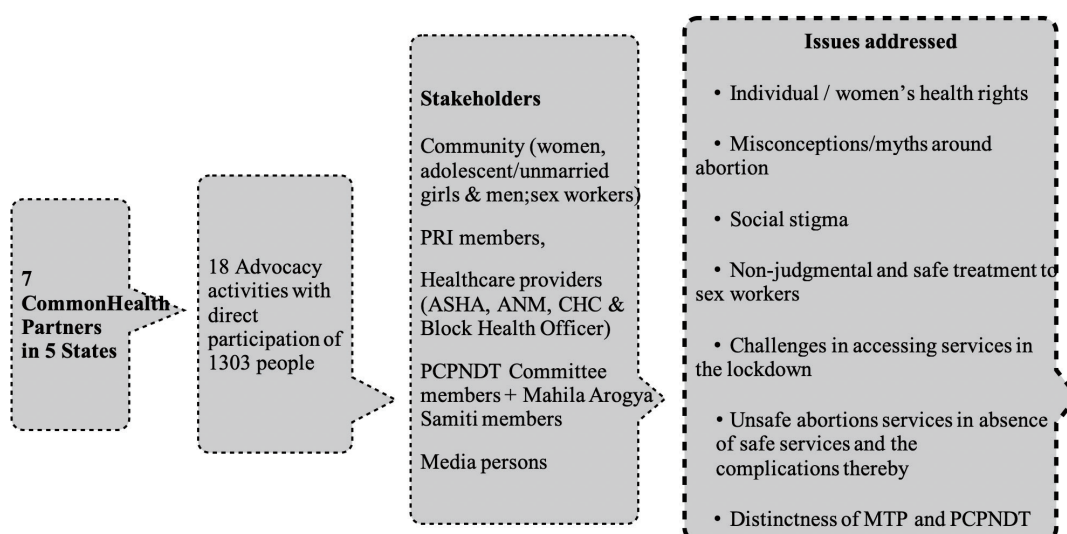 7
CommonHealth
Partners
in 5 States
18 Advocacy
activities with
direct
participation of
1303 people
Stakeholders
Community (women,
adolescent/unmarried
girls & men;sex workers)
PRI members,
Healthcare providers
(ASHA, ANM, CHC &
Block Health Officer)
PCPNDT Committee
members + Mahila Arogya
Samiti members
Media persons
Issues addressed
• Individual / women’s health rights
• Misconceptions/myths around
abortion
• Social stigma
• Non-judgmental and safe treatment to
sex workers
• Challenges in accessing services in
the lockdown
• Unsafe abortions services in absence
of safe services and the
complications thereby
• Distinctness of MTP and PCPNDT